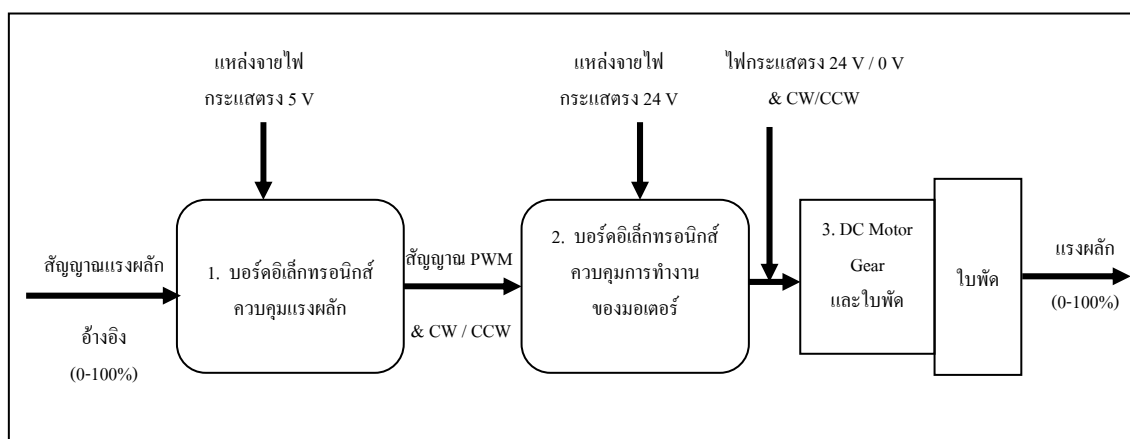 แหล่งจ่ายไฟ
กระแสตรง 5 V
แหล่งจ่ายไฟ
กระแสตรง 24 V
ไฟกระแสตรง 24 V / 0 V
& CW/CCW
สัญญาณแรงผลัก
อ้างอิง
(0-100%)
1. บอร์ดอิเล็กทรอนิกส์
ควบคุมแรงผลัก
สัญญาณ PWM
& CW / CCW
2. บอร์ดอิเล็กทรอนิกส์
ควบคุมการทำงาน
ของมอเตอร์
3. DC Motor
Gear
และใบพัด
ใบพัด
แรงผลัก
(0-100%)